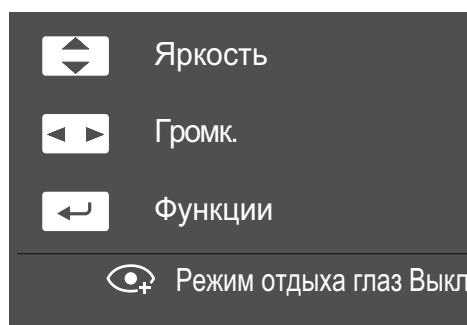 Яркость
Громк.
Функции
Режим отдыха глаз Выкл